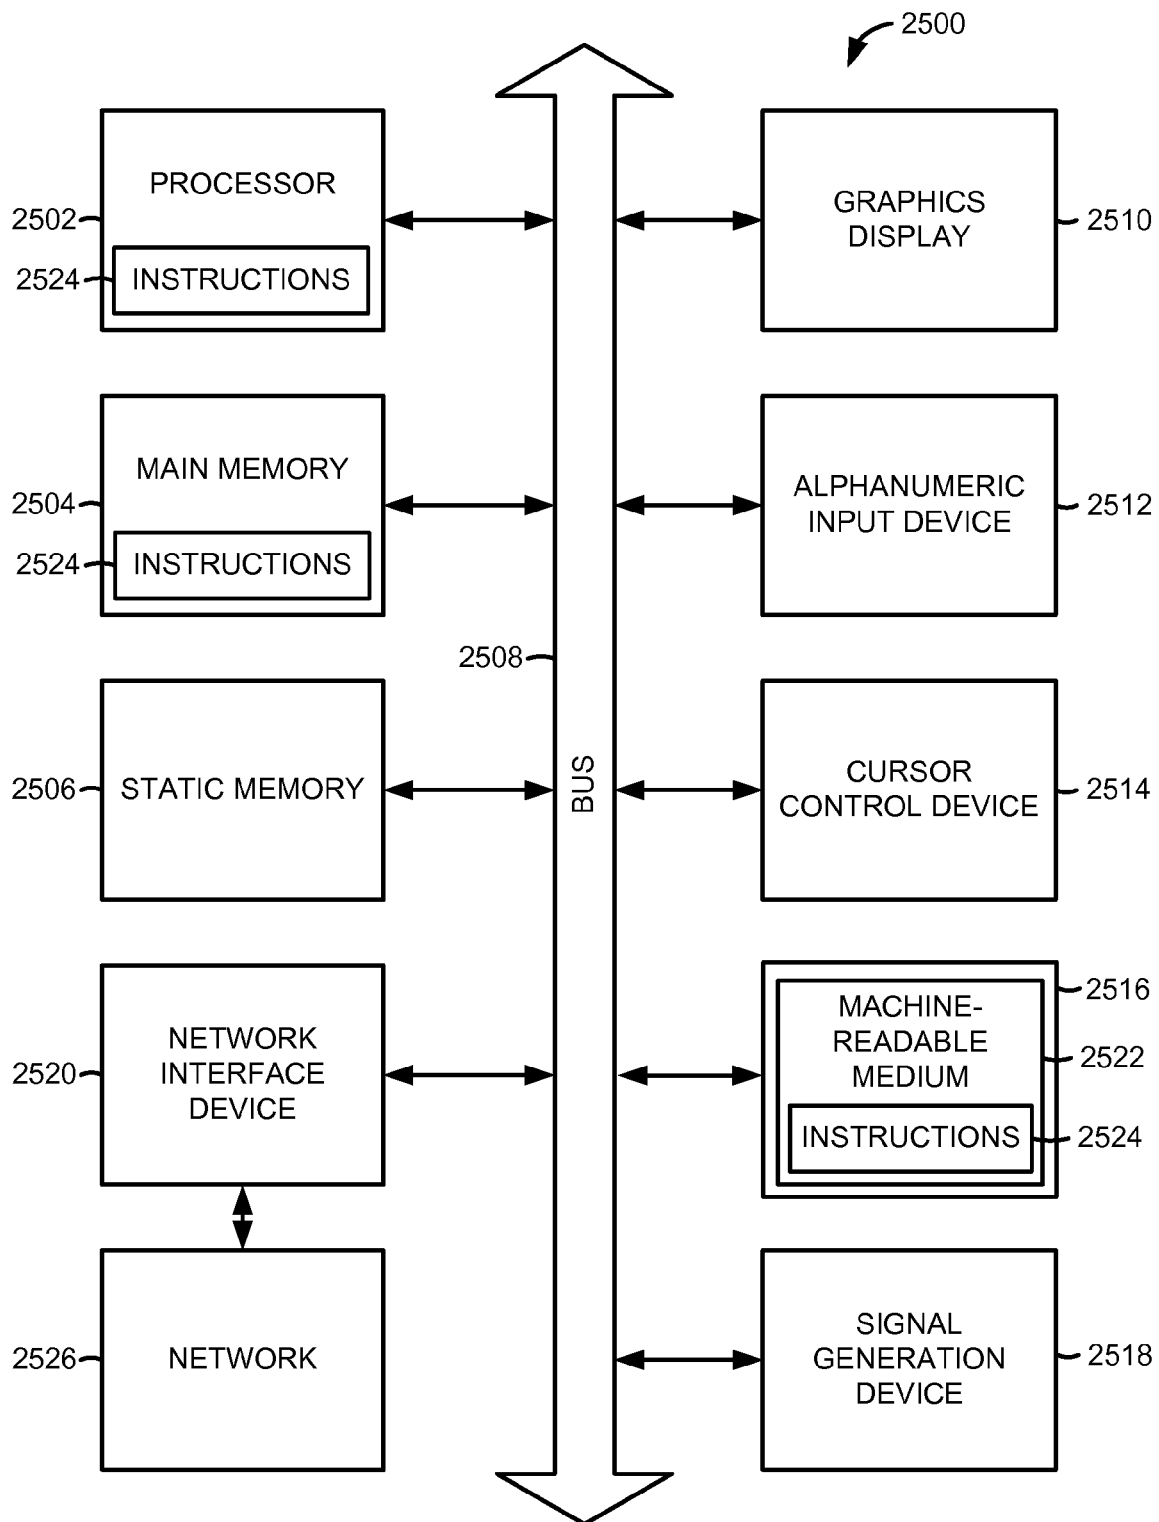 2500
PROCESSOR
2502
2524
INSTRUCTIONS
GRAPHICS
DISPLAY
2510
MAIN MEMORY
2504
2524
INSTRUCTIONS
ALPHANUMERIC
INPUT DEVICE
2512
2508
BUS
2506
STATIC MEMORY
CURSOR
CONTROL DEVICE
2514
2520
NETWORK
INTERFACE
DEVICE
MACHINE-
READABLE
MEDIUM
2516
2522
INSTRUCTIONS
2524
2526
NETWORK
SIGNAL
GENERATION
DEVICE
2518